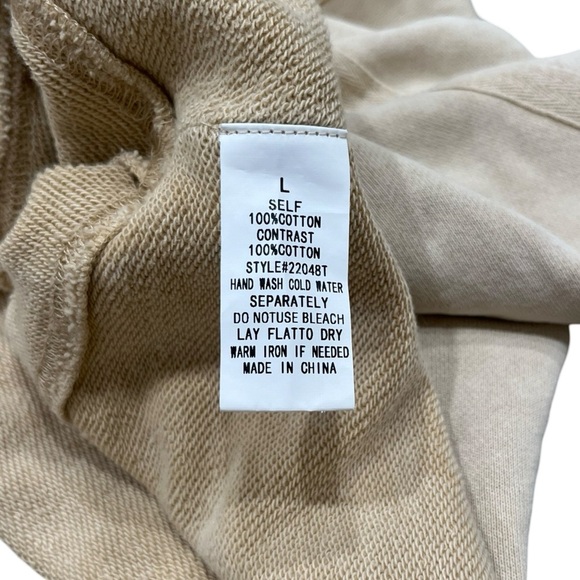 L
SELF
100%COTTON
CONTRAST
100%COTTON
STYLE#22048T
HAND WASH COLD WATER
SEPARATELY
DO NOTUSE BLEACH
LAY FLATTO DRY
WARM IRON IF NEEDED
MADE IN CHINA